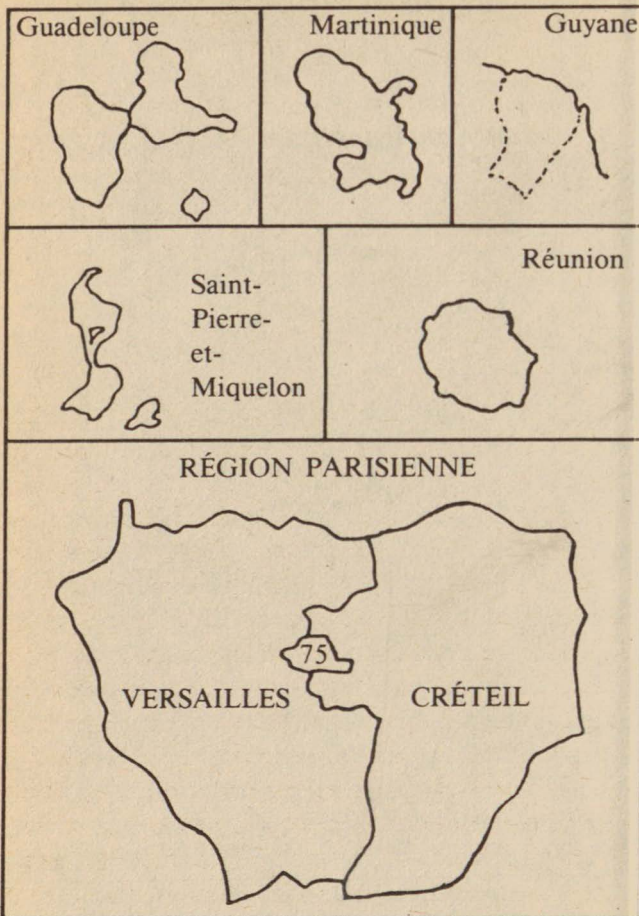 Guadeloupe
Martinique
Guyane
Saint-
Pierre-
et-
Miquelon
Réunion
RÉGION PARISIENNE
75
VERSAILLES
CRÉTEIL